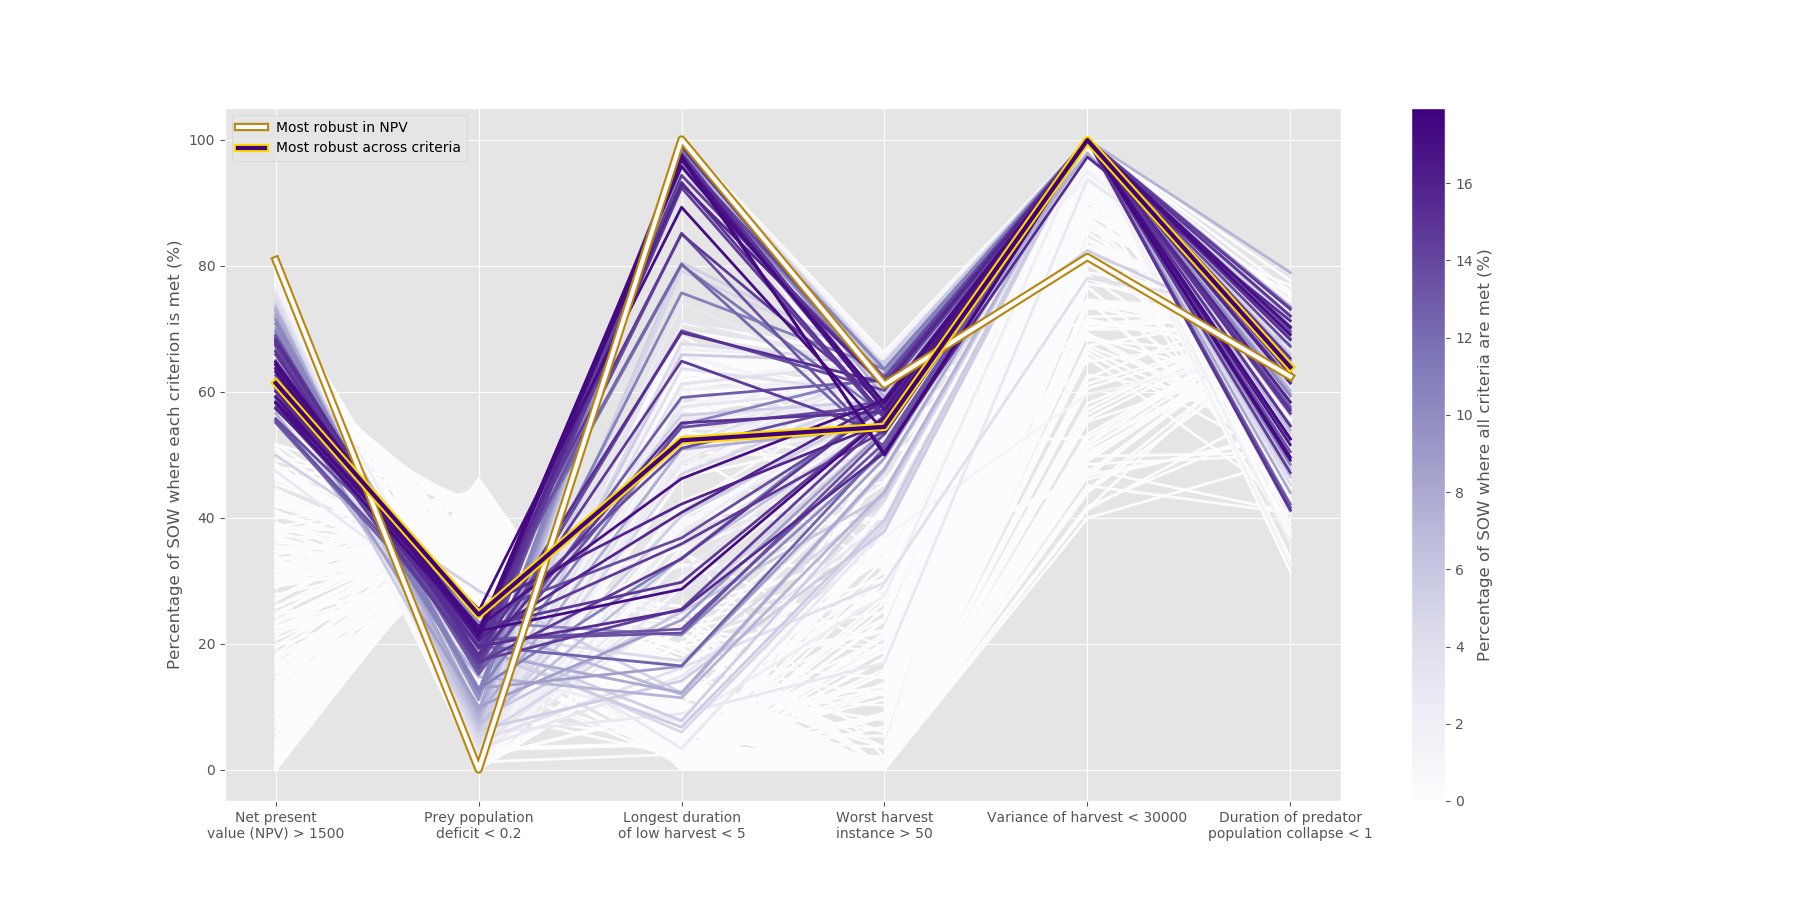 Most robust in NPV
Most robust across criteria
Percentage of SOW where each criterion is met (%)
100
80
60
40
20
0
Net present
value (NPV) > 1500
Prey population
deficit < 0.2
Longest duration
of low harvest < 5
Worst harvest
instance > 50
Variance of harvest < 30000
Duration of predator
population collapse < 1
16
14
12
10
8
6
4
2
0
Percentage of SOW where all criteria are met (%)